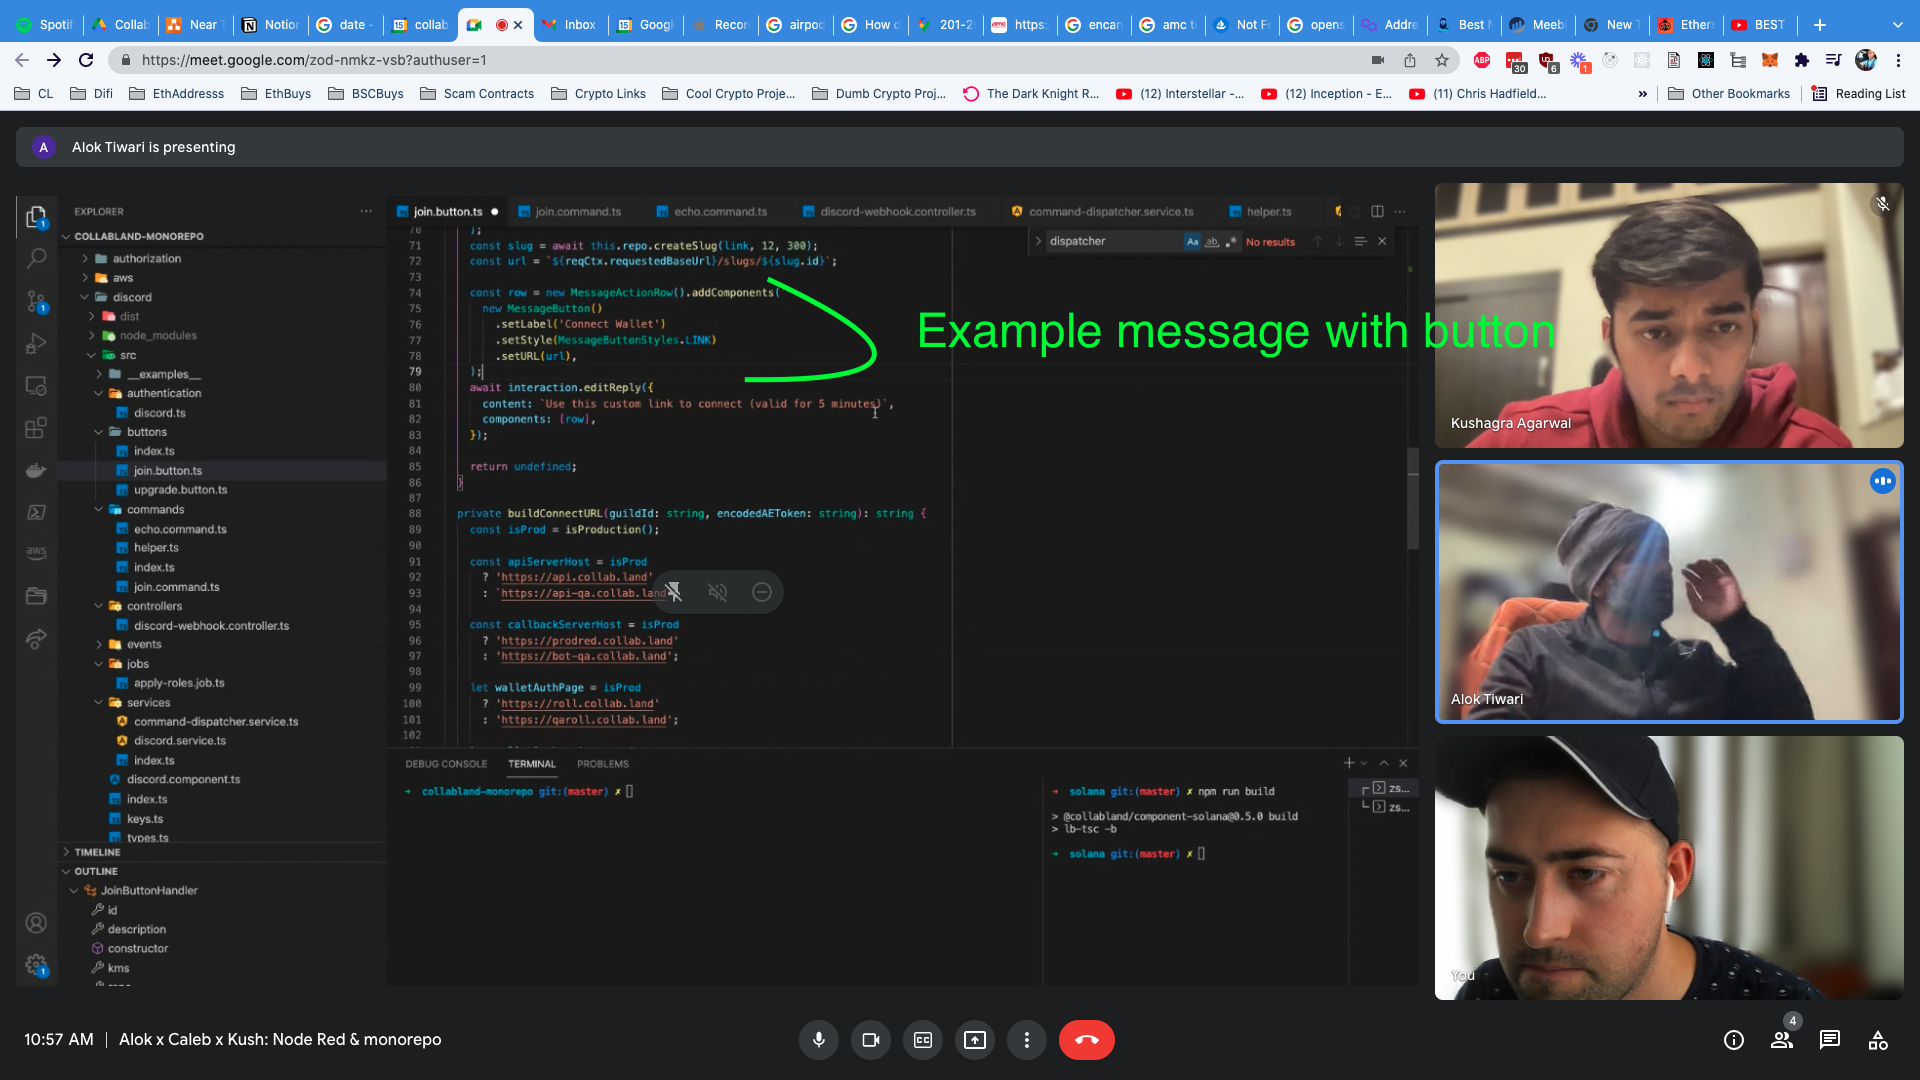 Spotif
Collab
Near T
Notion
date -
collab
Inbox
Googl
Recor
airpod
How d
201-2
https:
encan
amc t
Not Fo
opens
Addre
Best N
Meebi
New T
Ethers
BEST
https://meet.google.com/zod-nmkz-vsb?authuser=1
ABP
30
6
1
CL
Difi
EthAddresss
EthBuys
BSCBuys
Scam Contracts
Crypto Links
Cool Crypto Proje...
Dumb Crypto Proj...
The Dark Knight R...
(12) Interstellar -...
(12) Inception - E...
(11) Chris Hadfield...
»
Other Bookmarks
Reading List
A
Alok Tiwari is presenting
EXPLORER
COLLABLAND-MONOREPO
authorization
aws
discord
dist
node_modules
src
__examples__
authentication
discord.ts
buttons
index.ts
join.button.ts
upgrade.button.ts
commands
echo.command.ts
helper.ts
index.ts
join.command.ts
controllers
discord-webhook.controller.ts
events
jobs
apply-roles.job.ts
services
command-dispatcher.service.ts
discord.service.ts
index.ts
discord.component.ts
index.ts
keys.ts
types.ts
TIMELINE
OUTLINE
JoinButtonHandler
id
description
constructor
kms
join.button.ts
join.command.ts
echo.command.ts
discord-webhook.controller.ts
command-dispatcher.service.ts
helper.ts
dispatcher
Aa
ab
No results
70 );
71 const slug = await this.repo.createSlug(link, 12, 300);
72 const url = `${reqCtx.requestedBaseUrl}/slugs/${slug.id}`;
73
74 const row = new MessageActionRow().addComponents(
75 new MessageButton()
76 .setLabel('Connect Wallet')
77 .setStyle(MessageButtonStyles.LINK)
78 .setURL(url),
79 );
80 await interaction.editReply({
81 content: `Use this custom link to connect (valid for 5 minutes)`,
82 components: [row],
83 });
84
85 return undefined;
86 }
87
88 private buildConnectURL(guildId: string, encodedAEToken: string): string {
89 const isProd = isProduction();
90
91 const apiServerHost = isProd
92 ? 'https://api.collab.land'
93 : `https://api-qa.collab.land
94
95 const callbackServerHost = isProd
96 ? 'https://prodred.collab.land'
97 : 'https://bot-qa.collab.land';
98
99 let walletAuthPage = isProd
100 ? 'https://roll.collab.land'
101 : 'https://qaroll.collab.land';
102
Example message with button
DEBUG CONSOLE
TERMINAL
PROBLEMS
→ collabland-monorepo git:(master) ✗
→ solana git:(master) ✗ npm run build
> @collabland/component-solana@0.5.0 build
> lb-tsc -b
→ solana git:(master) ✗
zs...
zs...
Kushagra Agarwal
Alok Tiwari
You
10:57 AM | Alok x Caleb x Kush: Node Red & monorepo
CC
4